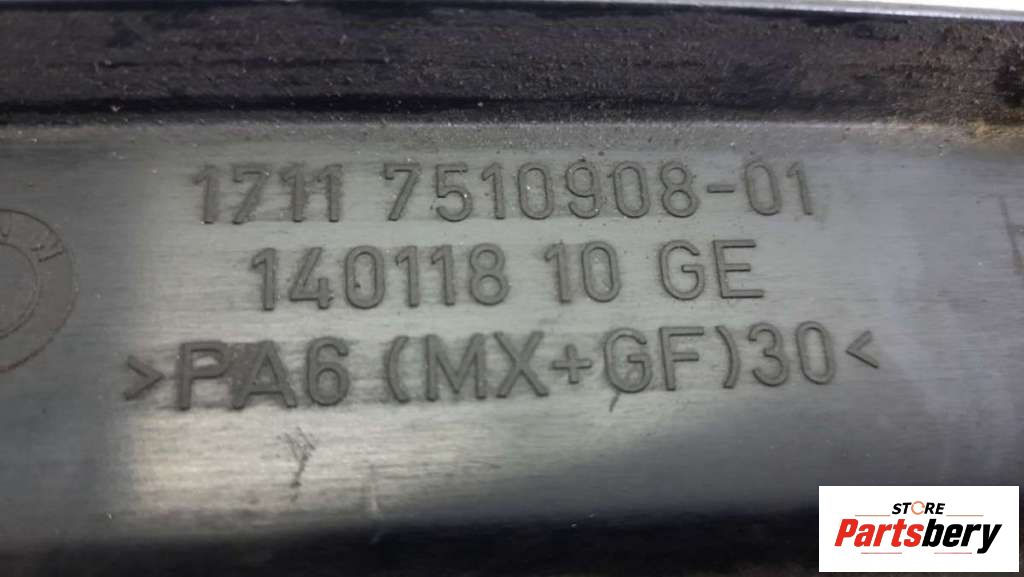 1711 7510908-01
140118 10 GE
>PA6 (MX+GF)30<
STORE
Partsbery